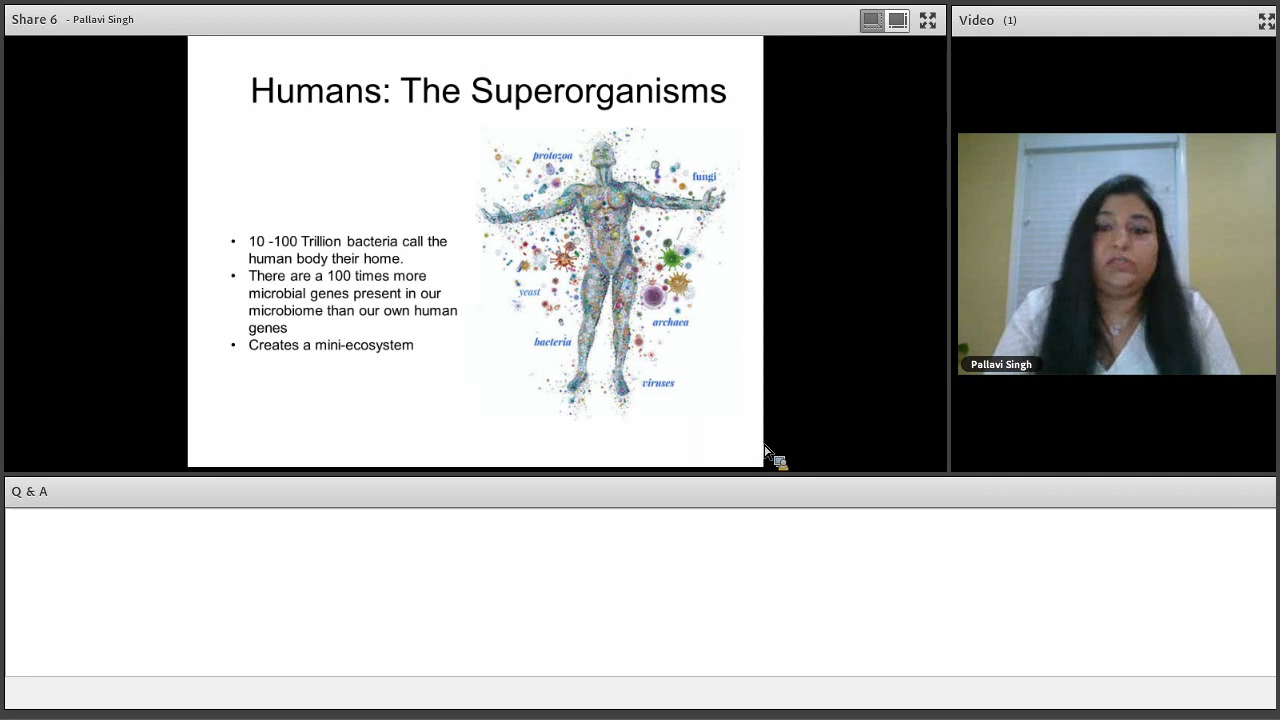 Share 6 - Pallavi Singh
Video (1)
Humans: The Superorganisms
protozoa
fungi
• 10 -100 Trillion bacteria call the
human body their home.
• There are a 100 times more
microbial genes present in our
microbiome than our own human
genes
• Creates a mini-ecosystem
yeast
archaea
bacteria
viruses
Pallavi Singh
Q & A